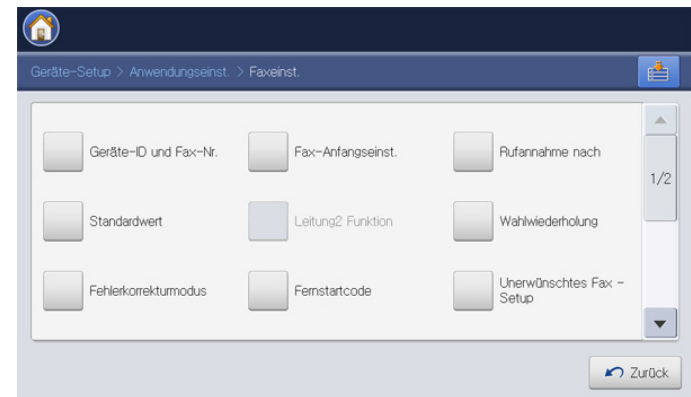 Geräte-Setup > Anwendungseinst. > Faxeinst.
Geräte-ID und Fax-Nr.
Fax-Anfangseinst.
Rufannahme nach
1/2
Standardwert
Leitung2 Funktion
Wahlwiederholung
Fehlerkorrekturmodus
Fernstartcode
Unerwünschtes Fax -
Setup
Zurück